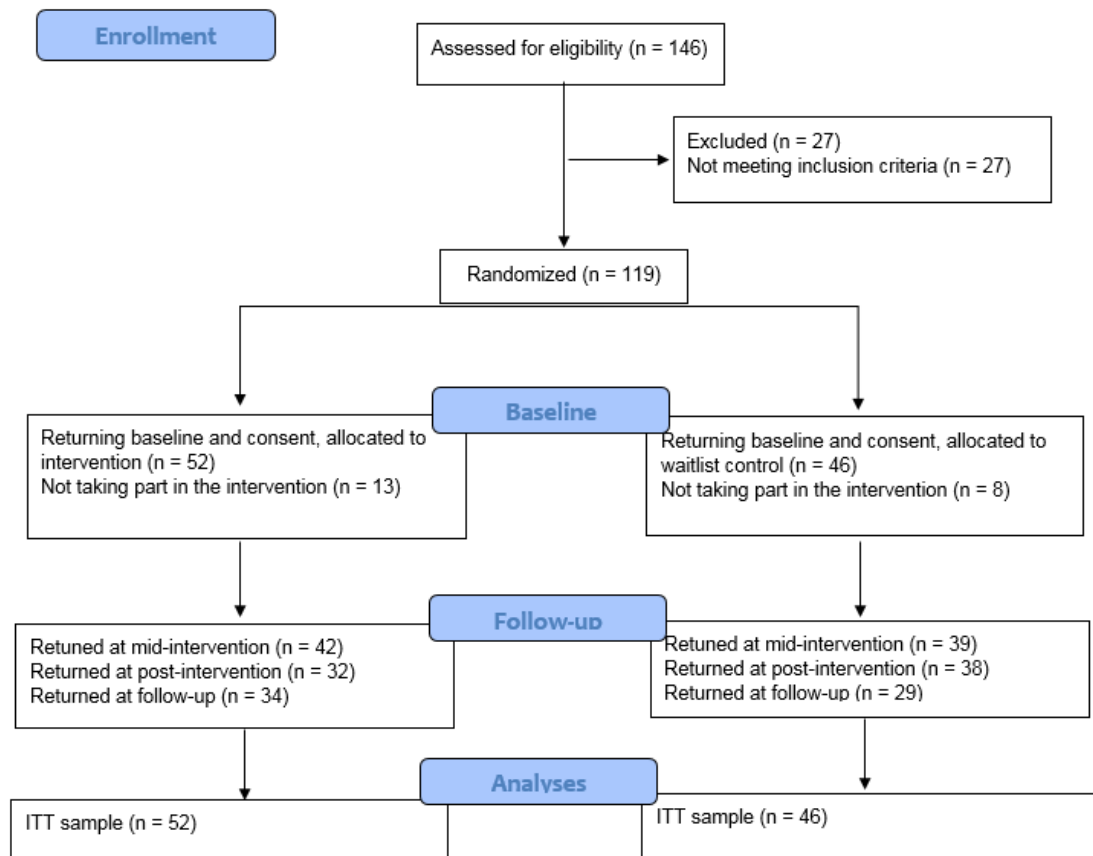 Enrollment
Assessed for eligibility (n = 146)
Excluded (n = 27)
Not meeting inclusion criteria (n = 27)
Randomized (n = 119)
Baseline
Returning baseline and consent, allocated to
intervention (n = 52)
Not taking part in the intervention (n = 13)
Returning baseline and consent, allocated to
waitlist control (n = 46)
Not taking part in the intervention (n = 8)
Follow-up
Retuned at mid-intervention (n = 42)
Returned at post-intervention (n = 32)
Returned at follow-up (n = 34)
Retuned at mid-intervention (n = 39)
Returned at post-intervention (n = 38)
Returned at follow-up (n = 29)
Analyses
ITT sample (n = 52)
ITT sample (n = 46)